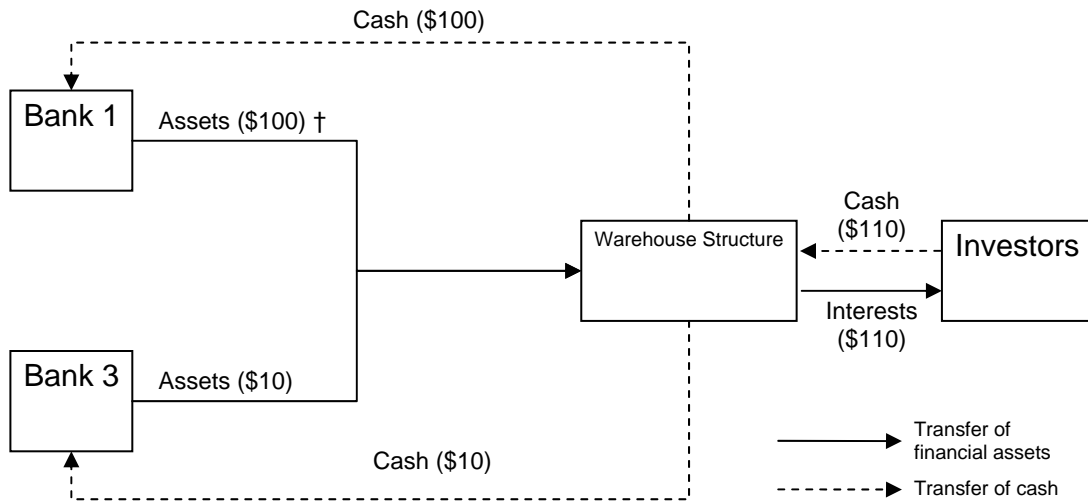 Cash ($100)
Bank 1
Assets ($100) †
Cash
($110)
Warehouse Structure
Investors
Interests
($110)
Bank 3
Assets ($10)
Cash ($10)
Transfer of
financial assets
Transfer of cash